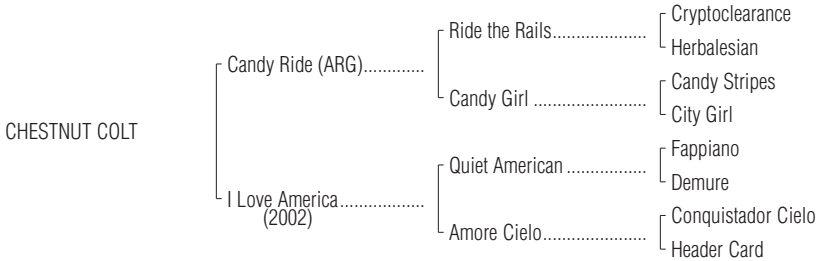 Cryptoclearance
Ride the Rails....................
Herbalesian
Candy Ride (ARG).............
Candy Stripes
Candy Girl ........................
City Girl
CHESTNUT COLT
Fappiano
Quiet American .................
Demure
I Love America..................
(2002)
Conquistador Cielo
Amore Cielo......................
Header Card